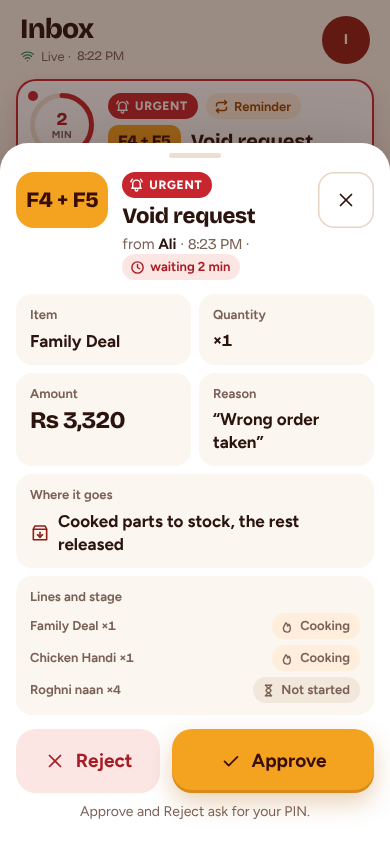 Inbox
Live · 8:22 PM
I
2
MIN
URGENT
Reminder
F4 + F5
Void request
F4 + F5
URGENT
Void request
from Ali · 8:23 PM ·
waiting 2 min
Item
Family Deal
Quantity
×1
Amount
Rs 3,320
Reason
“Wrong order
taken”
Where it goes
Cooked parts to stock, the rest
released
Lines and stage
Family Deal ×1
Cooking
Chicken Handi ×1
Cooking
Roghni naan ×4
Not started
Reject
Approve
Approve and Reject ask for your PIN.